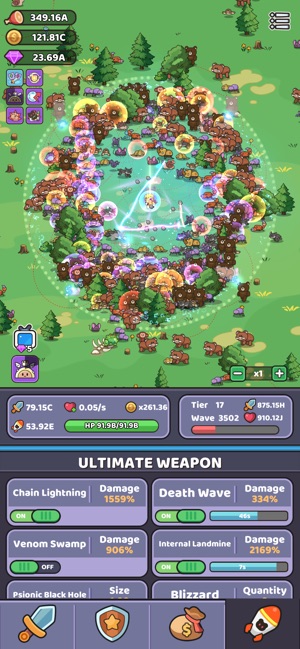 349.16A
121.81C
23.69A
x1
79.15C
0.05/s
x261.36
53.92E
HP 91.9B/91.9B
Tier 17
875.15H
Wave 3502
910.12J
ULTIMATE WEAPON
Chain Lightning
Damage
1559%
ON
Death Wave
Damage
334%
ON
46s
Venom Swamp
Damage
906%
OFF
Internal Landmine
Damage
2169%
ON
7s
Psionic Black Hole
Size
Blizzard
Quantity